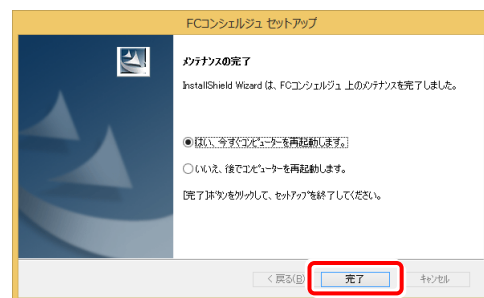 FCコンシェルジュ セットアップ
メンテナンスの完了
InstallShield Wizard は、FCコンシェルジュ 上のメンテナンスを完了しました。
はい、今すぐコンピューターを再起動します。
いいえ、後でコンピューターを再起動します。
[完了]ボタンをクリックして、セットアップを終了してください。
< 戻る(B)
完了
キャンセル